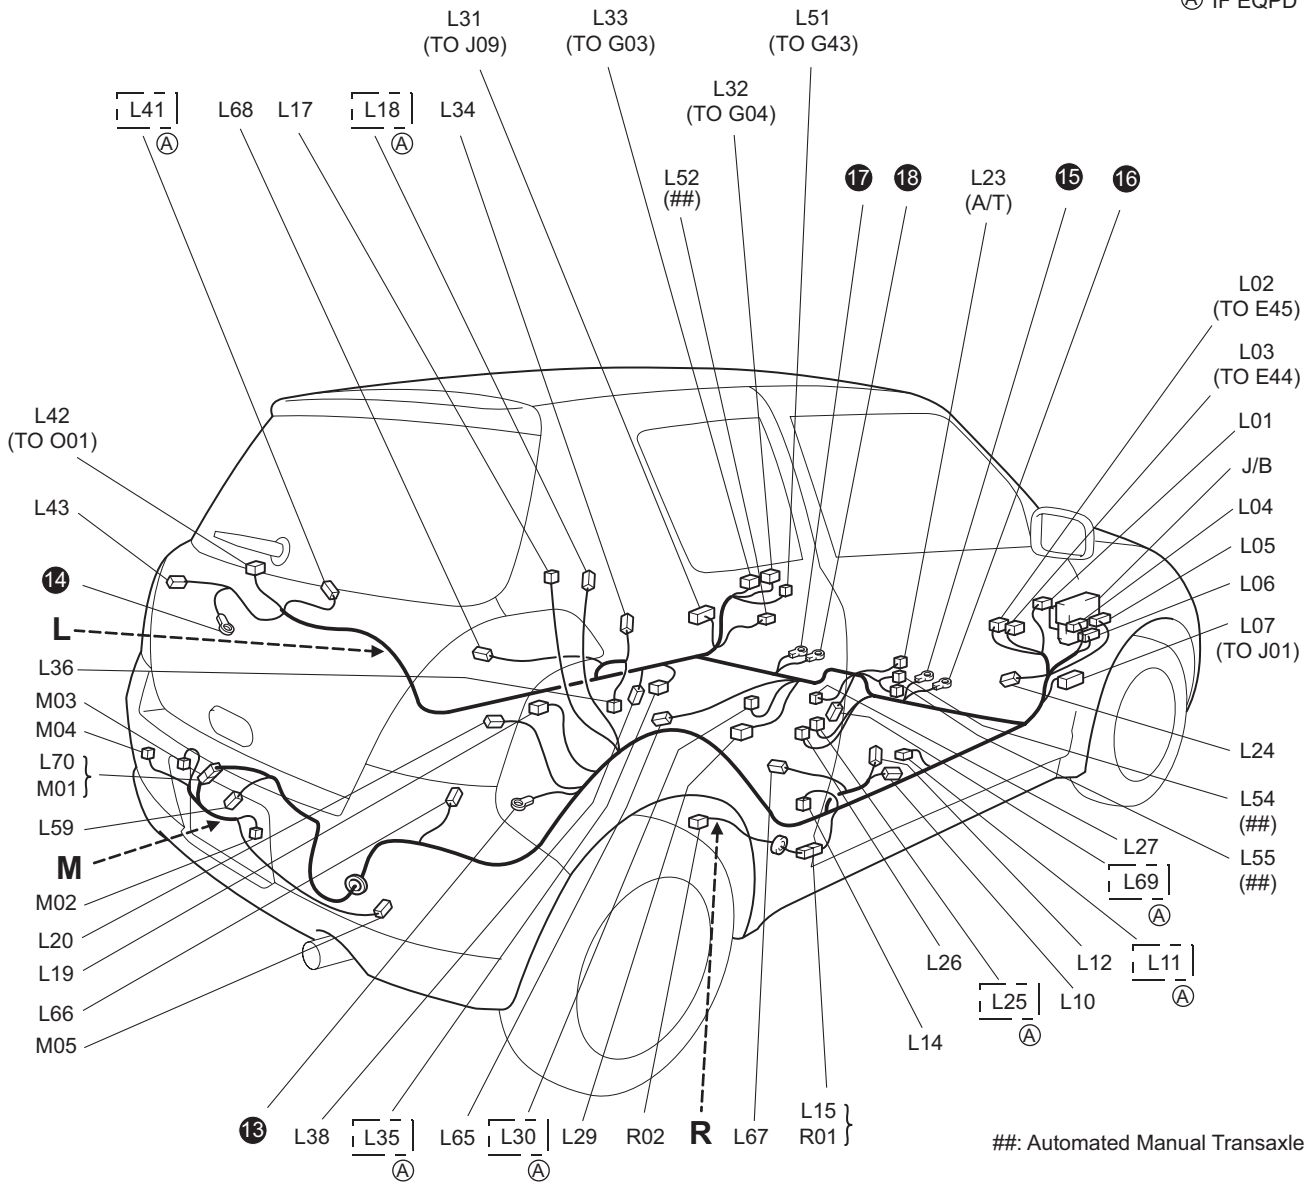 Ⓐ IF EQPD
L31
(TO J09)
L33
(TO G03)
L51
(TO G43)
L32
(TO G04)
L41
Ⓐ
L68
L17
L18
Ⓐ
L34
L52
(##)
17
18
L23
(A/T)
15
16
L02
(TO E45)
L03
(TO E44)
L01
J/B
L04
L05
L06
L07
(TO J01)
L42
(TO O01)
L43
14
L
L36
M03
M04
L70
M01
L59
M
M02
L20
L19
L66
M05
L24
L54
(##)
L55
(##)
L27
L69
Ⓐ
L26
L12
L11
Ⓐ
L25
Ⓐ
L10
L14
13
L38
L35
Ⓐ
L65
L30
Ⓐ
L29
R02
R
L67
L15
R01
##: Automated Manual Transaxle